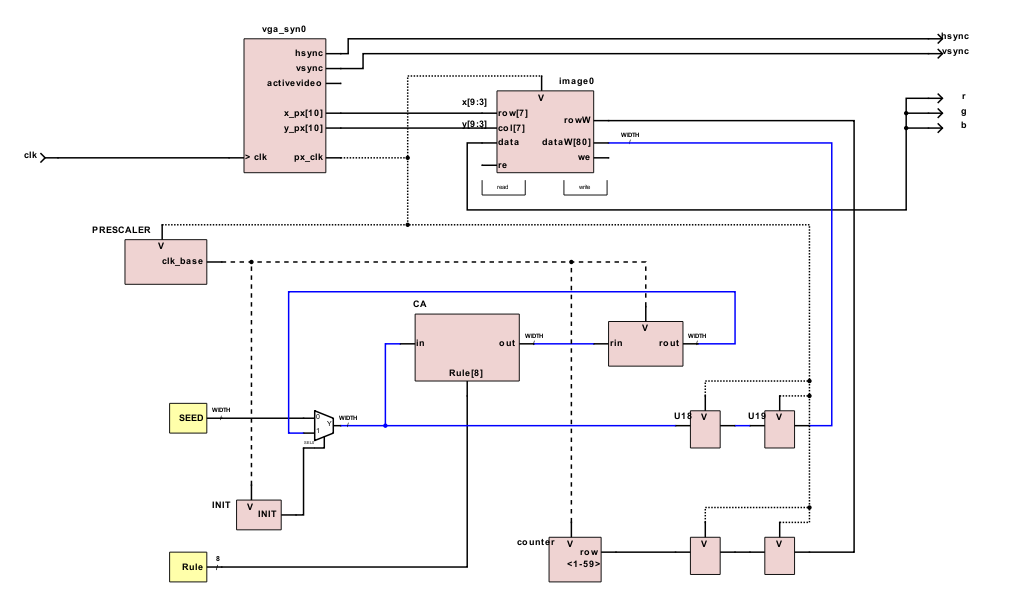 vga_syn0
hsync
vsync
activevideo
x_px[10]
y_px[10]
> clk
px_clk
clk
hsync
vsync
image0
V
x[9:3]
y[9:3]
row[7]
col[7]
data
re
rowW
dataW[80]
we
WIDTH
read
write
r
g
b
PRESCALER
V
clk_base
CA
in
out
Rule[8]
WIDTH
V
rin
rout
WIDTH
SEED
WIDTH
0
1
Y
WIDTH
U18
V
U19
V
INIT
V
INIT
counter
V
row
<1-59>
V
V
Rule
8